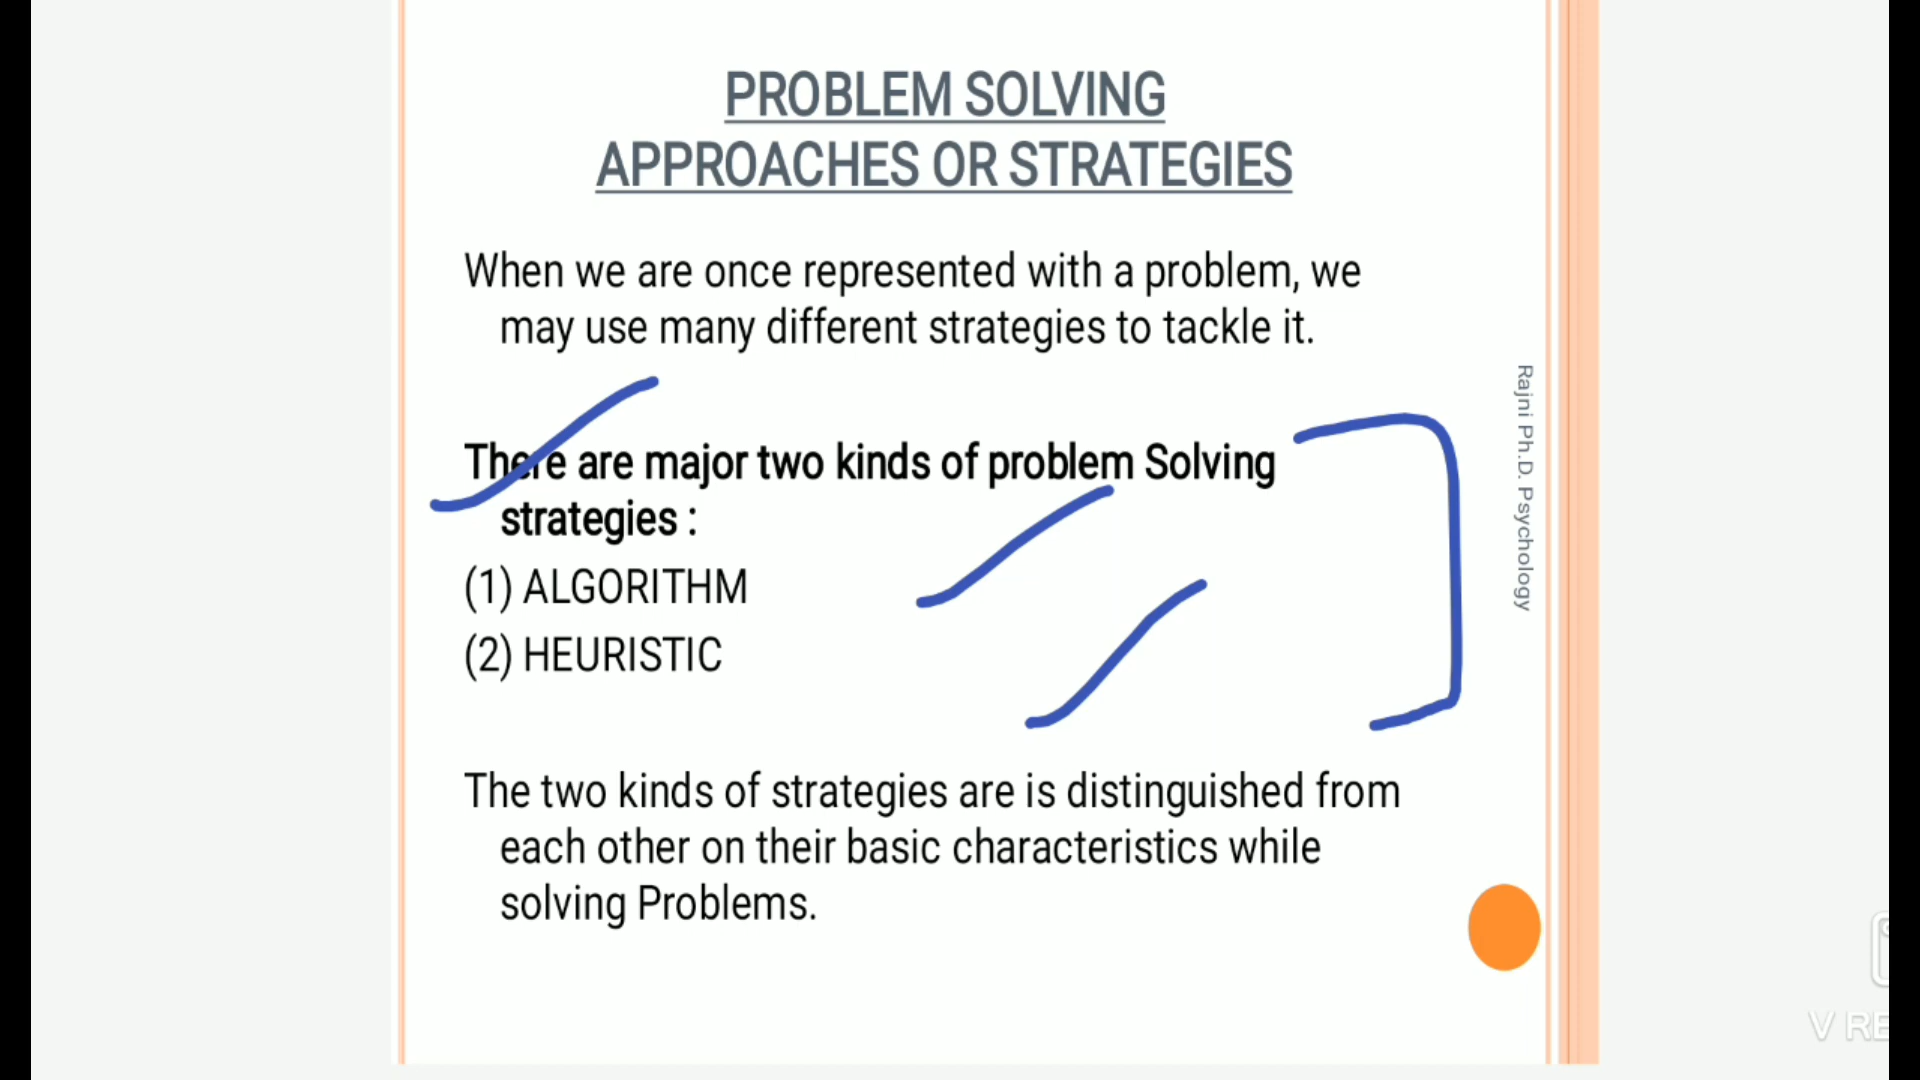 PROBLEM SOLVING
APPROACHES OR STRATEGIES
When we are once represented with a problem, we
may use many different strategies to tackle it.
There are major two kinds of problem Solving
strategies :
(1) ALGORITHM
(2) HEURISTIC
The two kinds of strategies are is distinguished from
each other on their basic characteristics while
solving Problems.
Rajni Ph.D. Psychology